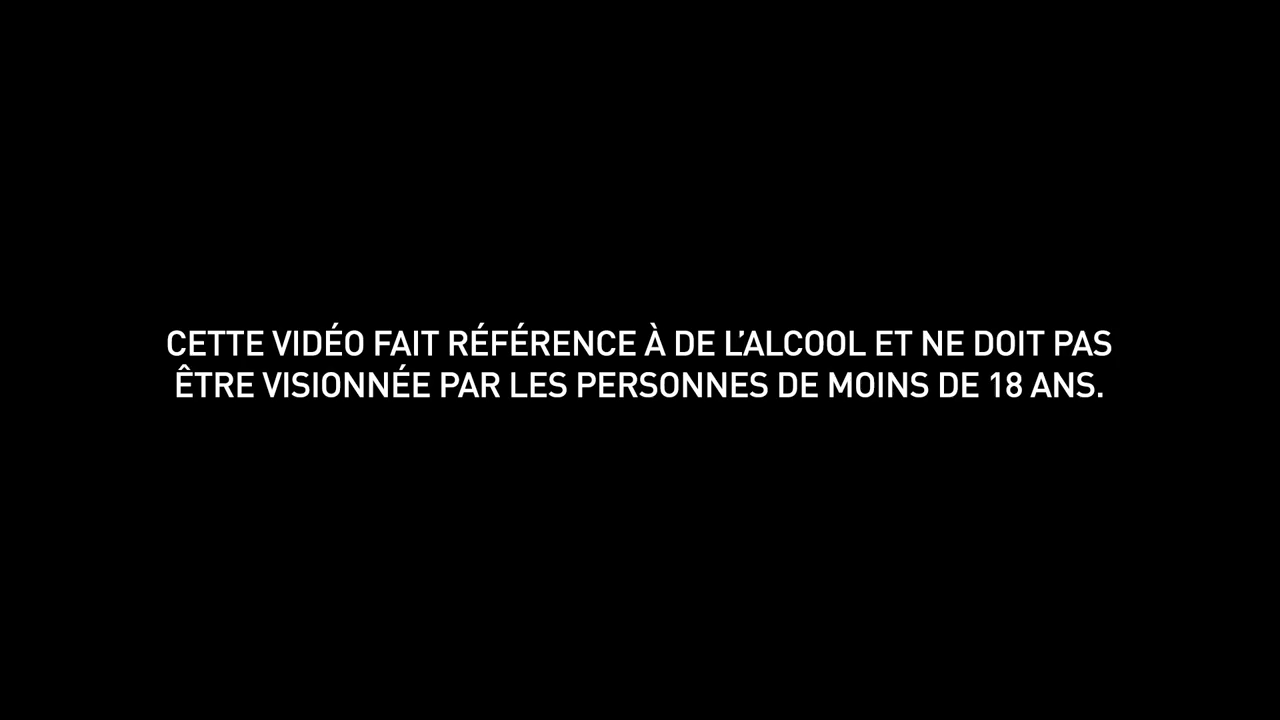 CETTE VIDÉO FAIT RÉFÉRENCE À DE L’ALCOOL ET NE DOIT PAS
ÊTRE VISIONNÉE PAR LES PERSONNES DE MOINS DE 18 ANS.